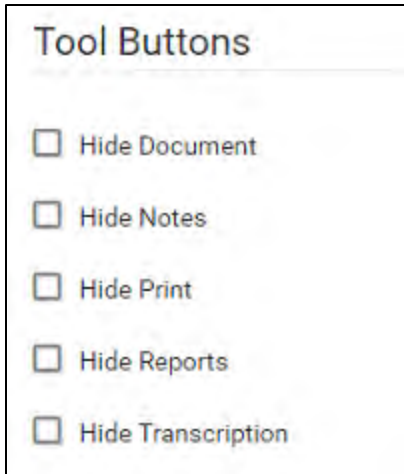 Tool Buttons
Hide Document
Hide Notes
Hide Print
Hide Reports
Hide Transcription